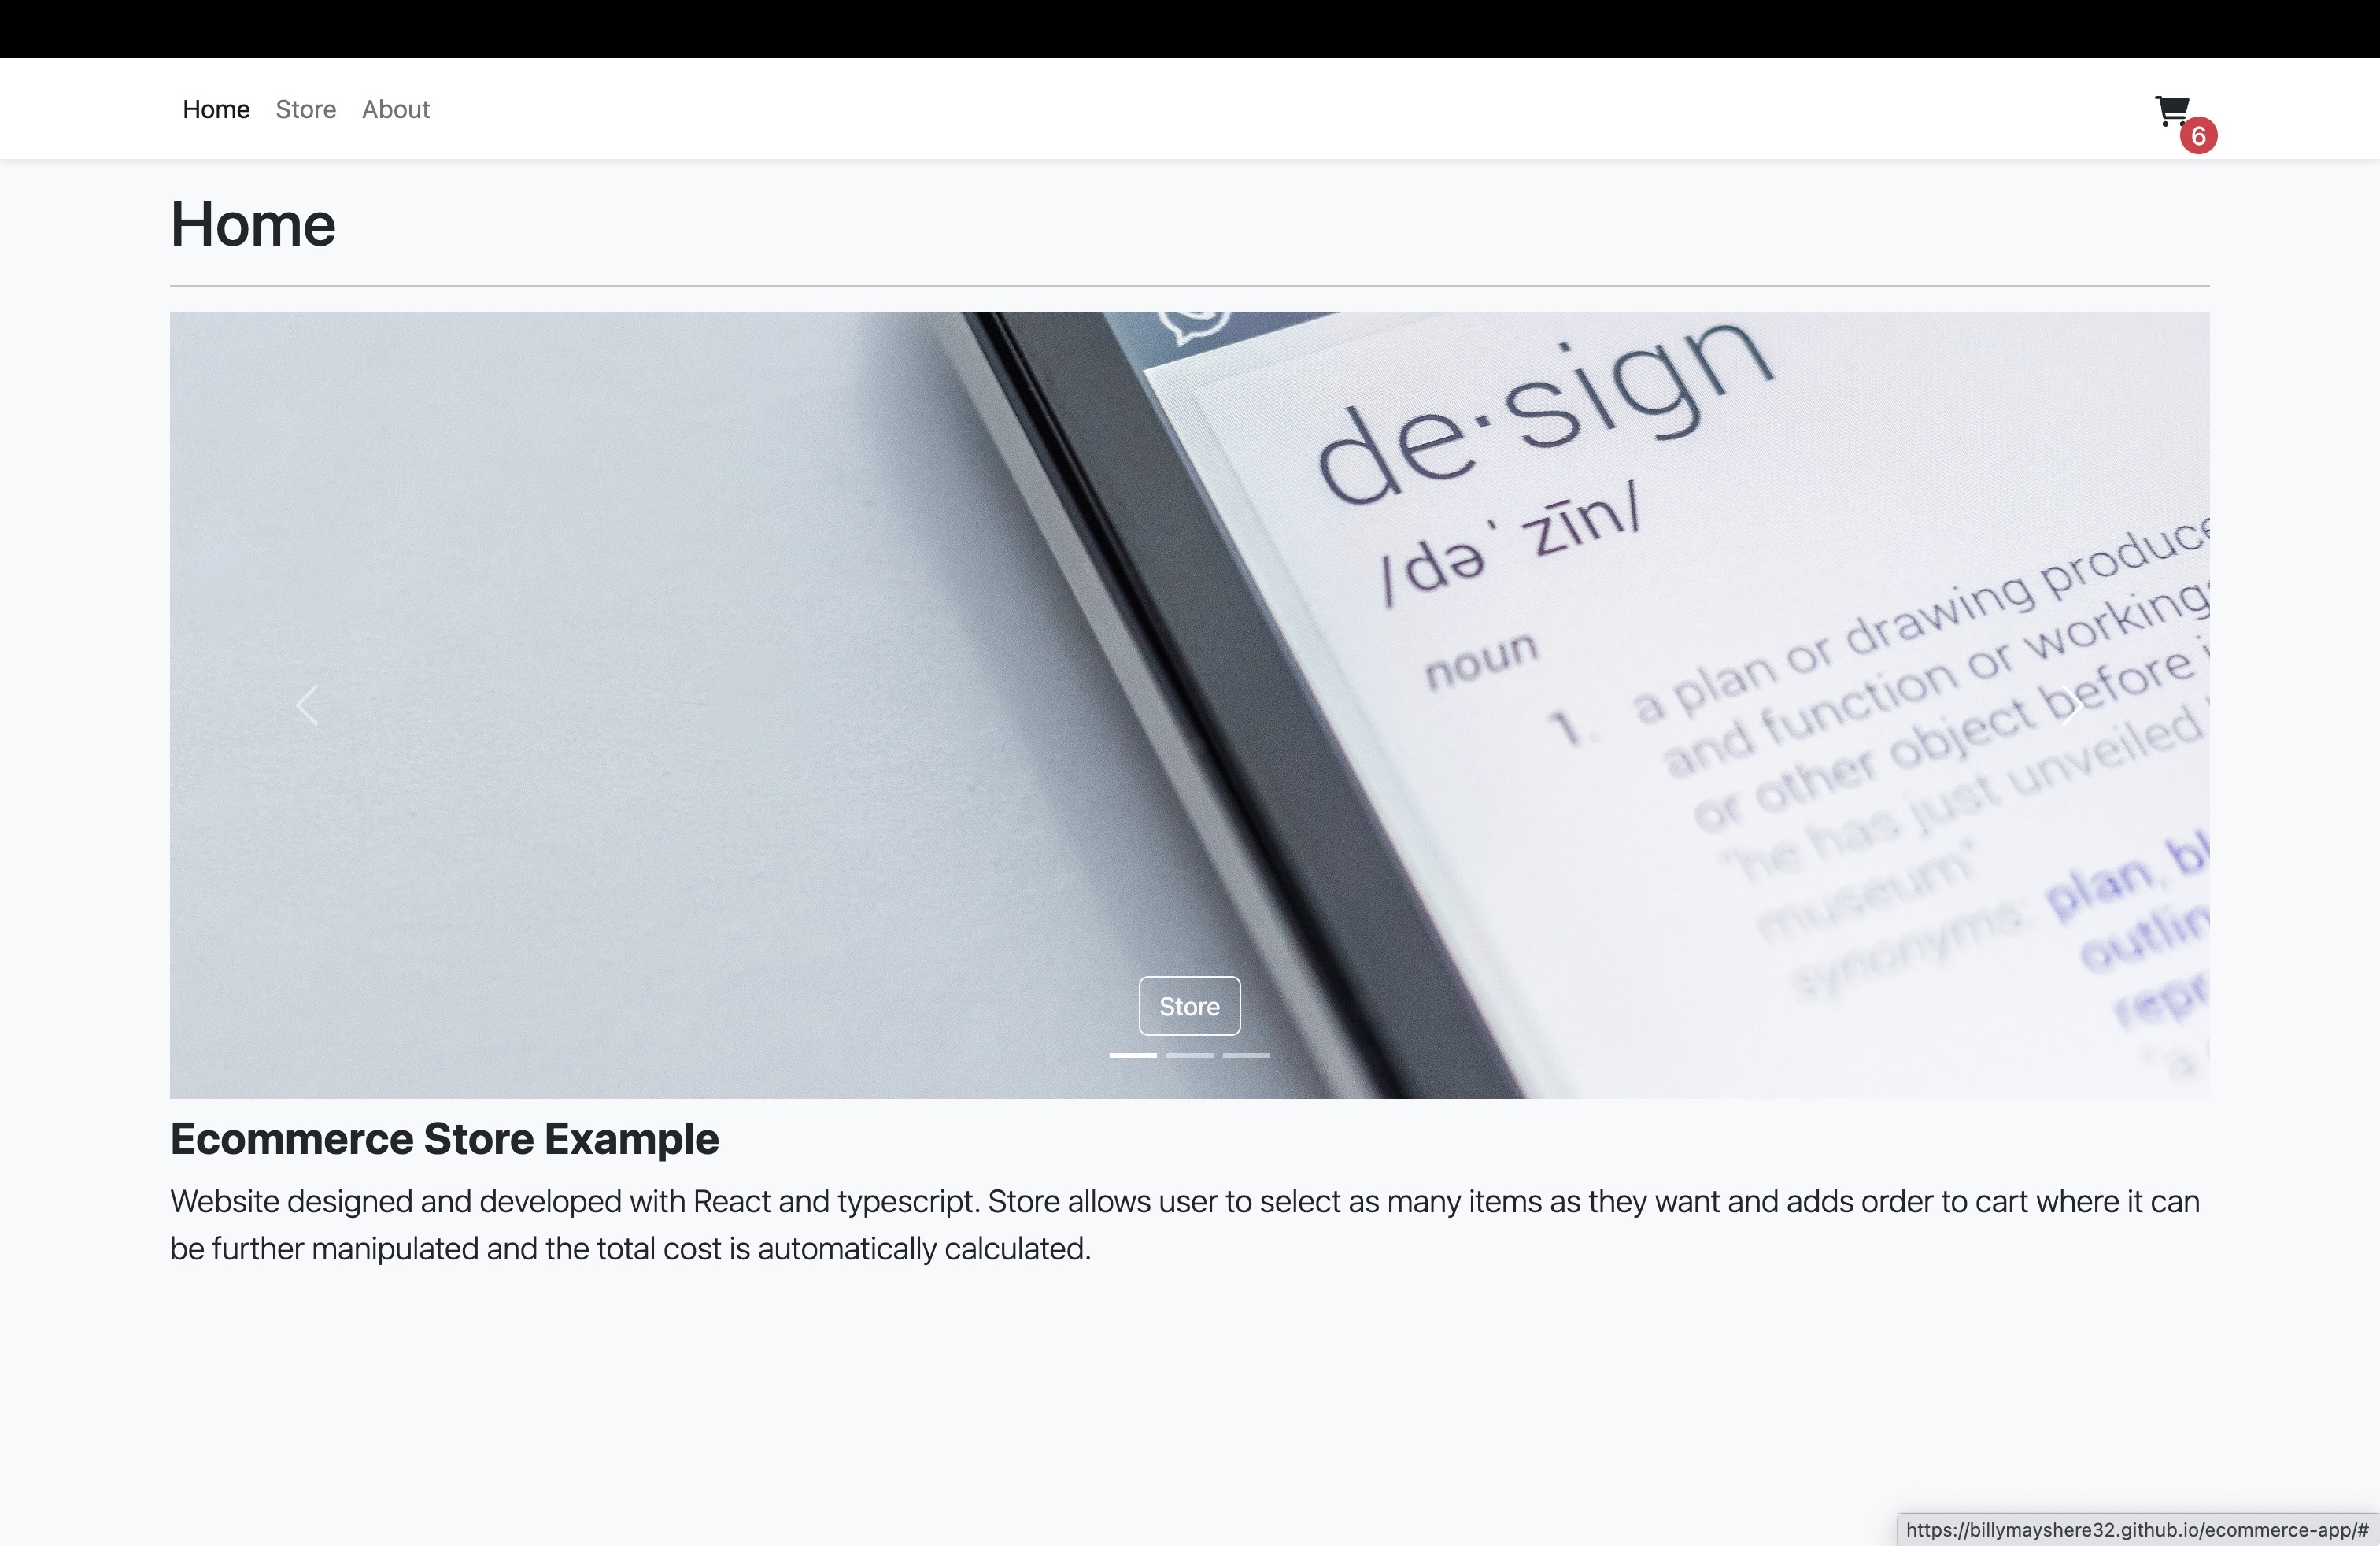 Home Store About
6
Home
de·sign
/dəˈ zīn/
noun
1. a plan or drawing produce
and function or working
or other object before i
"he has just unveiled
museum"
synonyms: plan, bl
outlin
repr
"a
Store
Ecommerce Store Example
Website designed and developed with React and typescript. Store allows user to select as many items as they want and adds order to cart where it can
be further manipulated and the total cost is automatically calculated.
https://billymayshere32.github.io/ecommerce-app/#